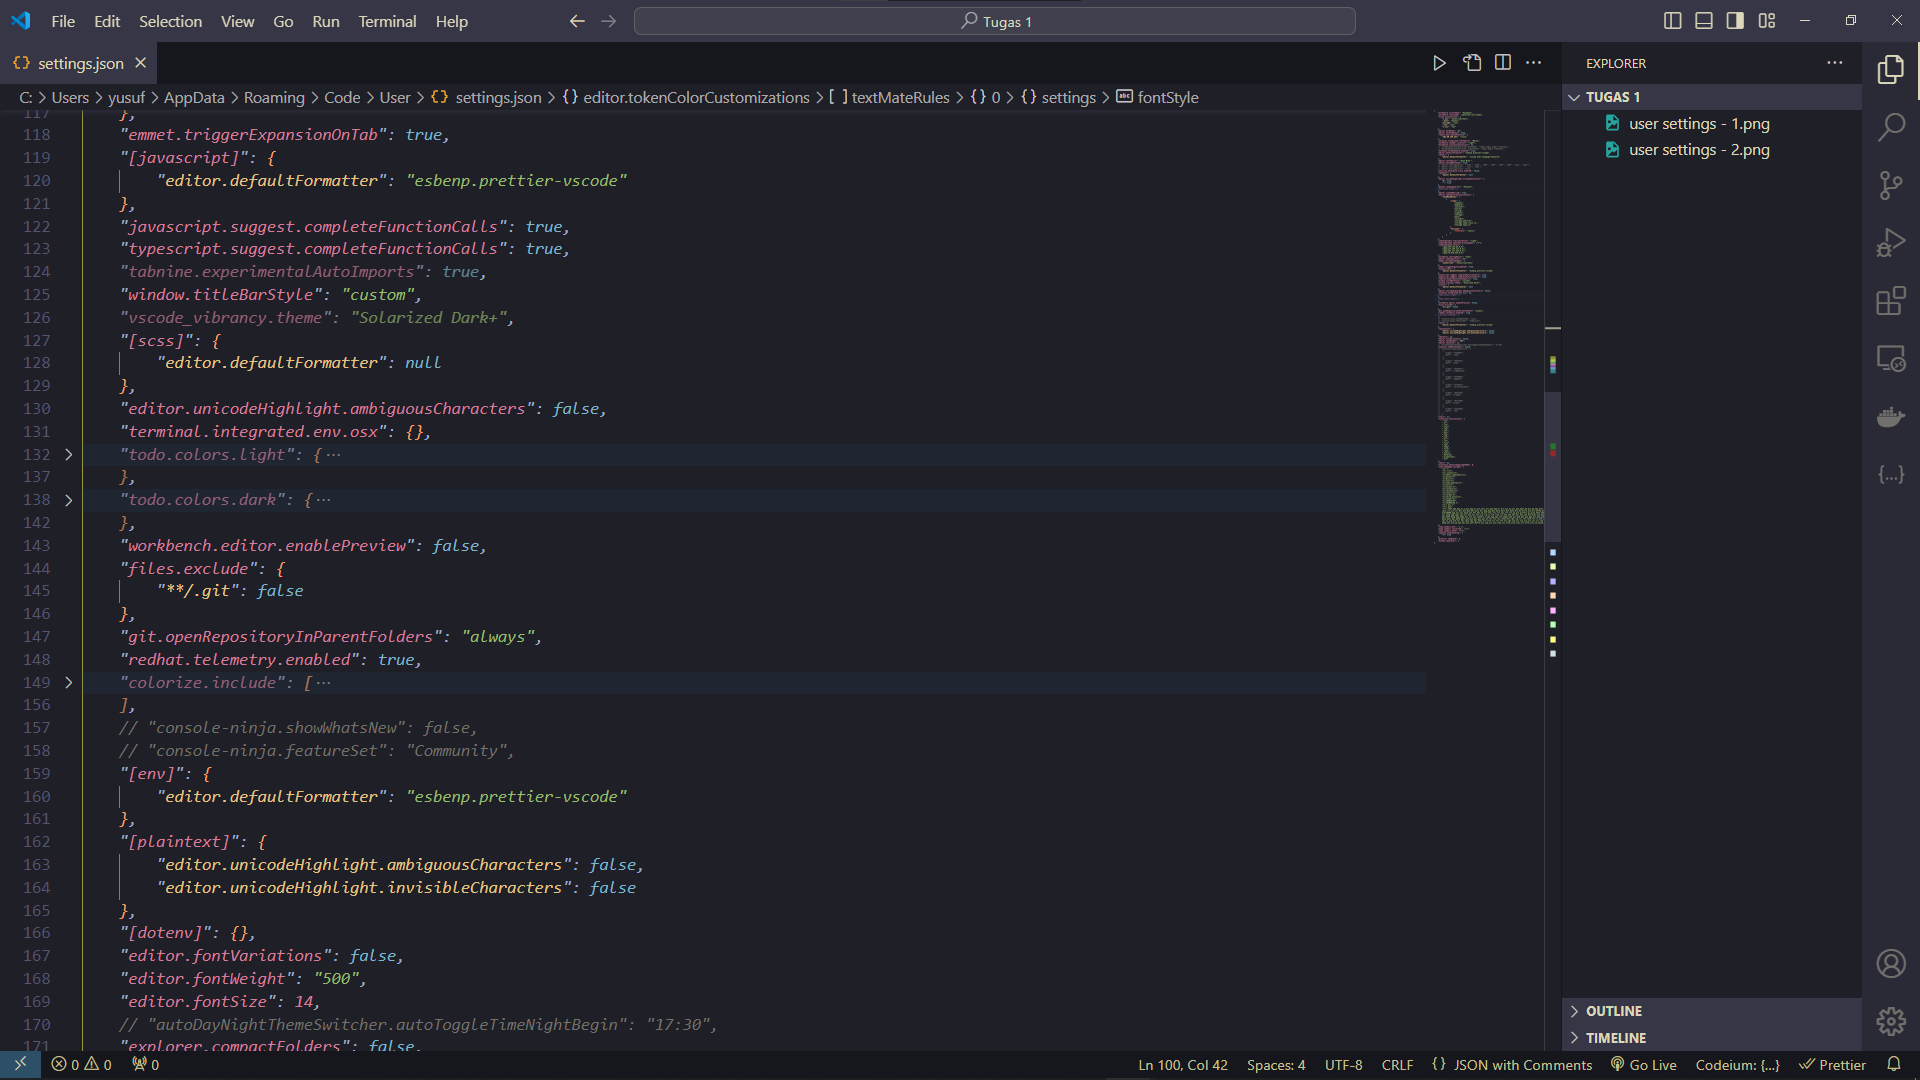 File Edit Selection View Go Run Terminal Help
Tugas 1
settings.json
EXPLORER
C: > Users > yusuf > AppData > Roaming > Code > User > {} settings.json > {} editor.tokenColorCustomizations > [ ] textMateRules > {} 0 > {} settings > abc fontStyle
TUGAS 1
user settings - 1.png
user settings - 2.png
117 },
118 "emmet.triggerExpansionOnTab": true,
119 "[javascript]": {
120 "editor.defaultFormatter": "esbenp.prettier-vscode"
121 },
122 "javascript.suggest.completeFunctionCalls": true,
123 "typescript.suggest.completeFunctionCalls": true,
124 "tabnine.experimentalAutoImports": true,
125 "window.titleBarStyle": "custom",
126 "vscode_vibrancy.theme": "Solarized Dark+",
127 "[scss]": {
128 "editor.defaultFormatter": null
129 },
130 "editor.unicodeHighlight.ambiguousCharacters": false,
131 "terminal.integrated.env.osx": {},
132 "todo.colors.light": {···
137 },
138 "todo.colors.dark": {···
142 },
143 "workbench.editor.enablePreview": false,
144 "files.exclude": {
145 "**/.git": false
146 },
147 "git.openRepositoryInParentFolders": "always",
148 "redhat.telemetry.enabled": true,
149 "colorize.include": [···
156 ],
157 // "console-ninja.showWhatsNew": false,
158 // "console-ninja.featureSet": "Community",
159 "[env]": {
160 "editor.defaultFormatter": "esbenp.prettier-vscode"
161 },
162 "[plaintext]": {
163 "editor.unicodeHighlight.ambiguousCharacters": false,
164 "editor.unicodeHighlight.invisibleCharacters": false
165 },
166 "[dotenv]": {},
167 "editor.fontVariations": false,
168 "editor.fontWeight": "500",
169 "editor.fontSize": 14,
170 // "autoDayNightThemeSwitcher.autoToggleTimeNightBegin": "17:30",
171 "explorer.compactFolders": false,
OUTLINE
TIMELINE
0 0 0
Ln 100, Col 42 Spaces: 4 UTF-8 CRLF {} JSON with Comments Go Live Codeium: {...} Prettier